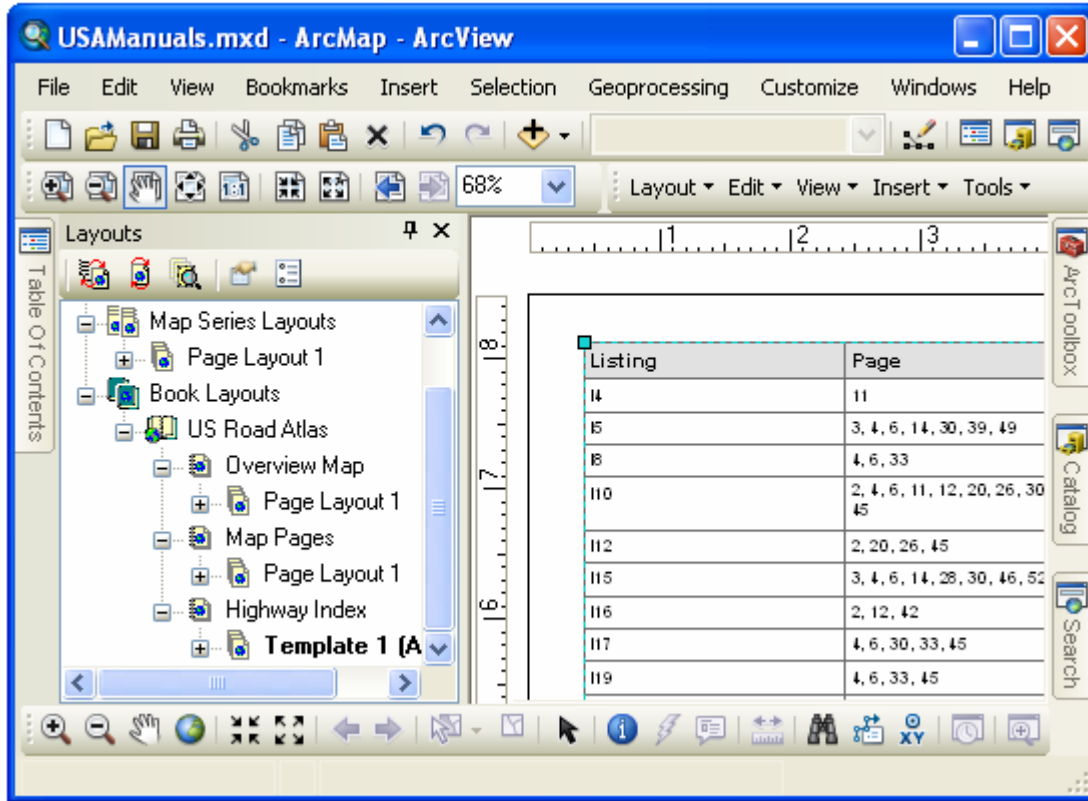 USAManuals.mxd - ArcMap - ArcView
File Edit View Bookmarks Insert Selection Geoprocessing Customize Windows Help
1:1 68% Layout Edit View Insert Tools
Table Of Contents
Layouts
Map Series Layouts
Page Layout 1
Book Layouts
US Road Atlas
Overview Map
Page Layout 1
Map Pages
Page Layout 1
Highway Index
Template 1 (A
1 2 3
8
7
6
Listing Page
I4 11
I5 3, 4, 6, 14, 30, 39, 49
I8 4, 6, 33
I10 2, 4, 6, 11, 12, 20, 26, 30
45
I12 2, 20, 26, 45
I15 3, 4, 6, 14, 28, 30, 46, 52
I16 2, 12, 42
I17 4, 6, 30, 33, 45
I19 4, 6, 33, 45
ArcToolbox
Catalog
Search
XY